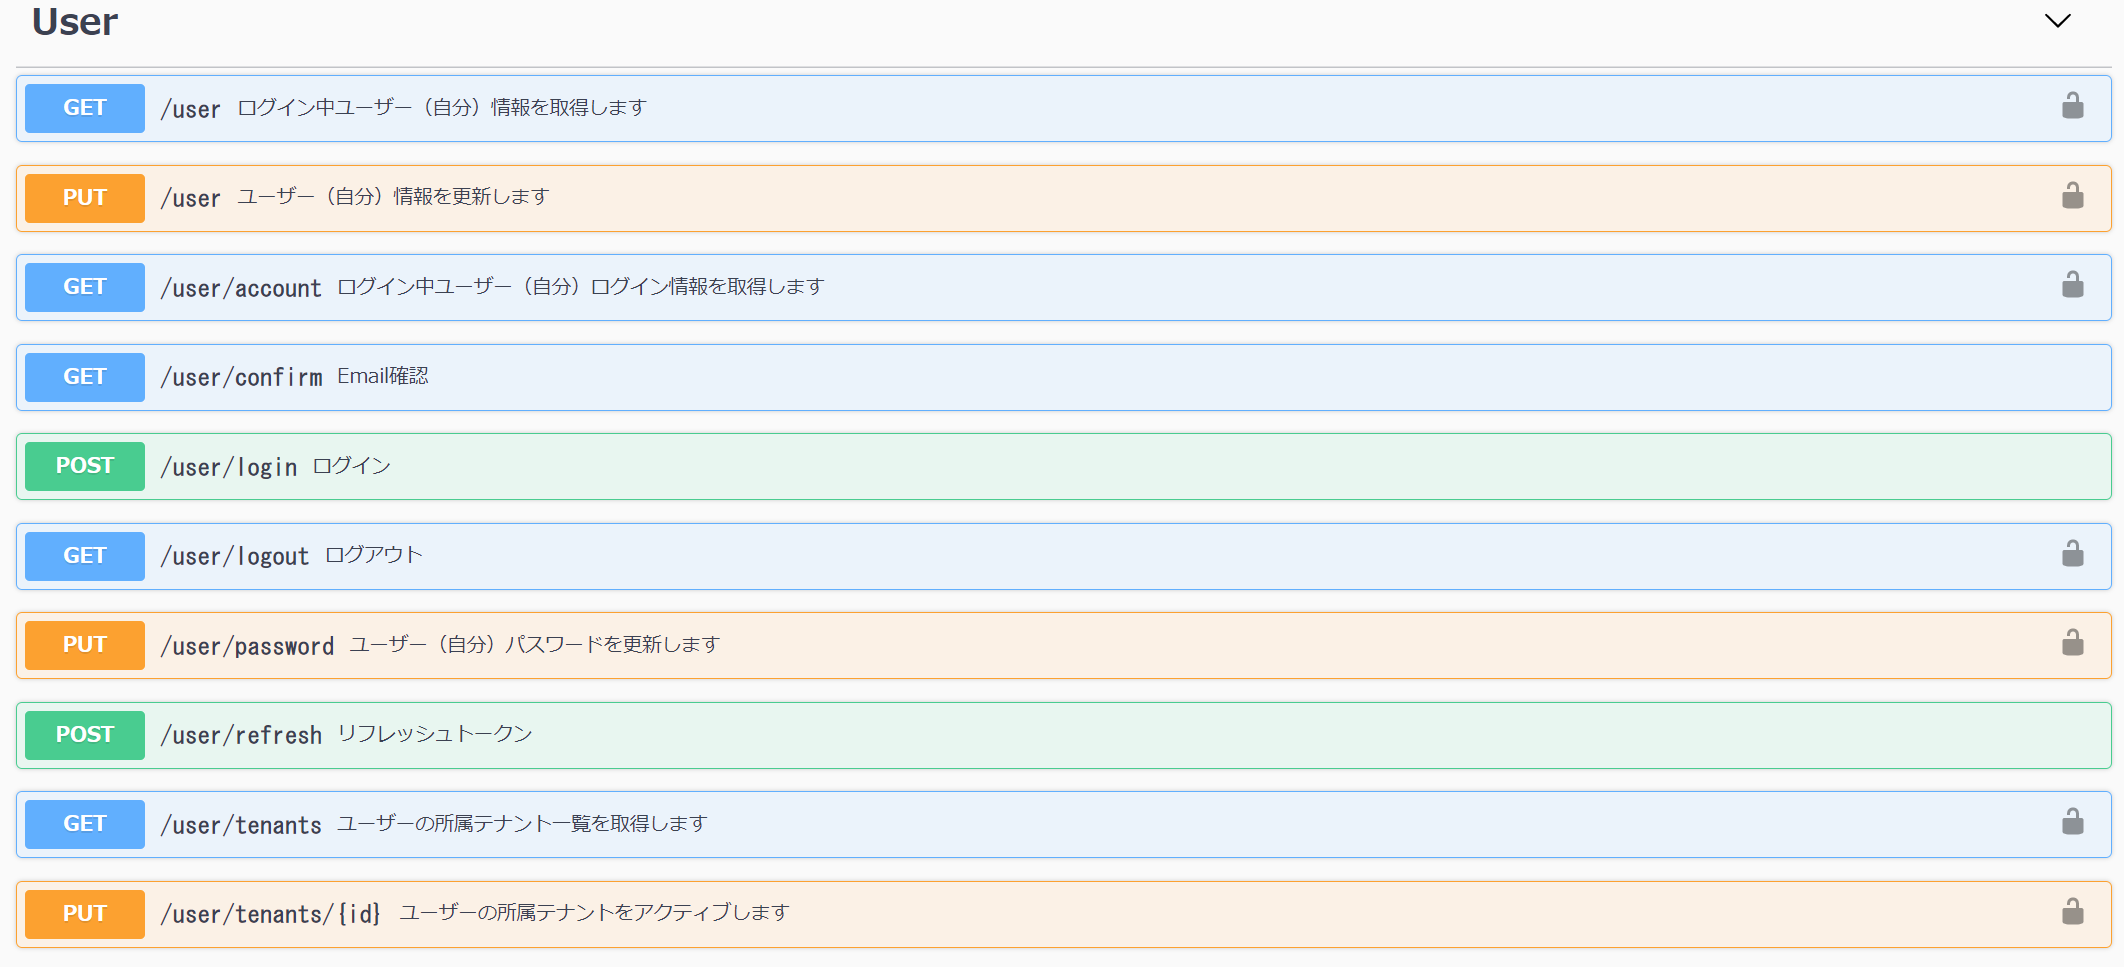 User
GET /user ログイン中ユーザー（自分）情報を取得します
PUT /user ユーザー（自分）情報を更新します
GET /user/account ログイン中ユーザー（自分）ログイン情報を取得します
GET /user/confirm Email確認
POST /user/login ログイン
GET /user/logout ログアウト
PUT /user/password ユーザー（自分）パスワードを更新します
POST /user/refresh リフレッシュトークン
GET /user/tenants ユーザーの所属テナント一覧を取得します
PUT /user/tenants/{id} ユーザーの所属テナントをアクティブします